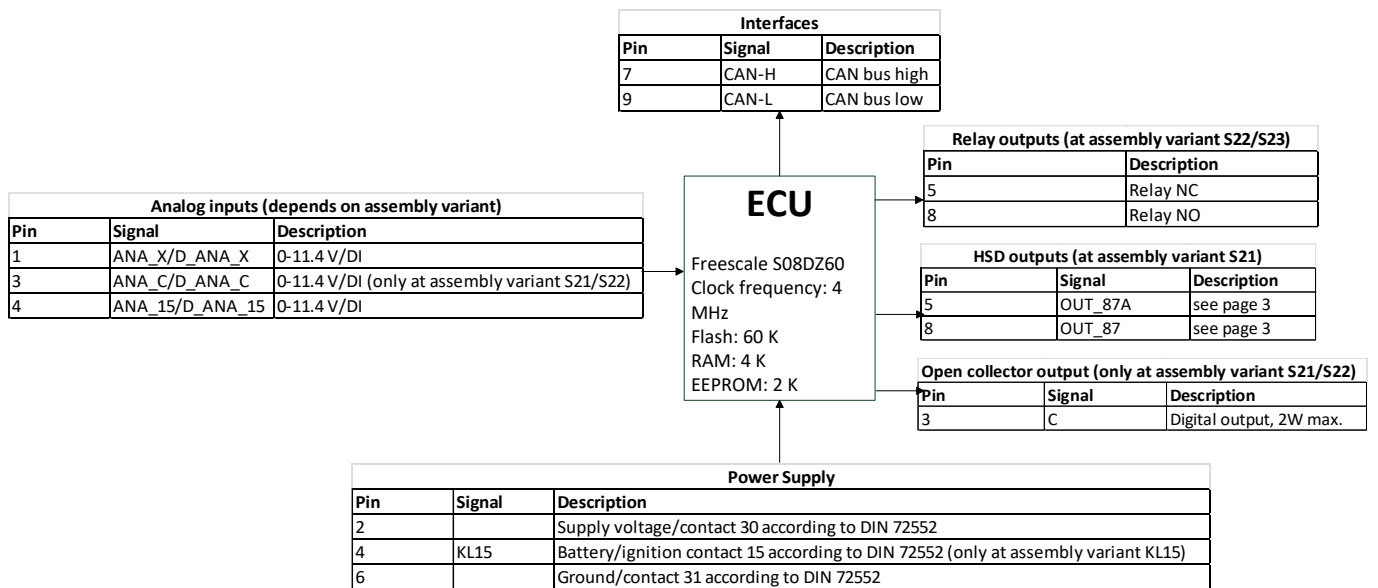 Interfaces
Pin Signal Description
7 CAN-H CAN bus high
9 CAN-L CAN bus low
Relay outputs (at assembly variant S22/S23)
Pin Description
5 Relay NC
8 Relay NO
Analog inputs (depends on assembly variant)
Pin Signal Description
1 ANA_X/D_ANA_X 0-11.4 V/DI
3 ANA_C/D_ANA_C 0-11.4 V/DI (only at assembly variant S21/S22)
4 ANA_15/D_ANA_15 0-11.4 V/DI
ECU
Freescale S08DZ60
Clock frequency: 4
MHz
Flash: 60 K
RAM: 4 K
EEPROM: 2 K
HSD outputs (at assembly variant S21)
Pin Signal Description
5 OUT_87A see page 3
8 OUT_87 see page 3
Open collector output (only at assembly variant S21/S22)
Pin Signal Description
3 C Digital output, 2W max.
Power Supply
Pin Signal Description
2 Supply voltage/contact 30 according to DIN 72552
4 KL15 Battery/ignition contact 15 according to DIN 72552 (only at assembly variant KL15)
6 Ground/contact 31 according to DIN 72552